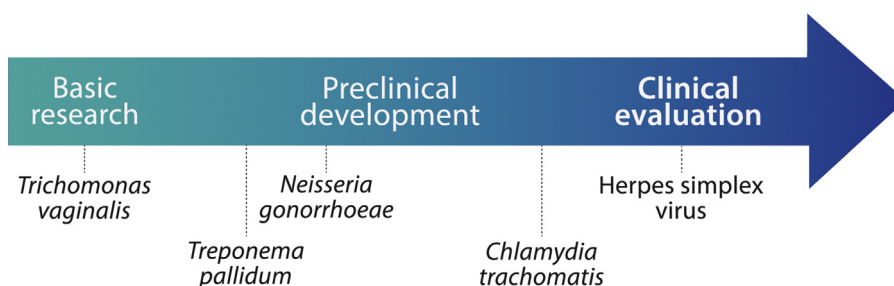 Basic
research
Preclinical
development
Clinical
evaluation
Trichomonas
vaginalis
Neisseria
gonorrhoeae
Herpes simplex
virus
Treponema
pallidum
Chlamydia
trachomatis